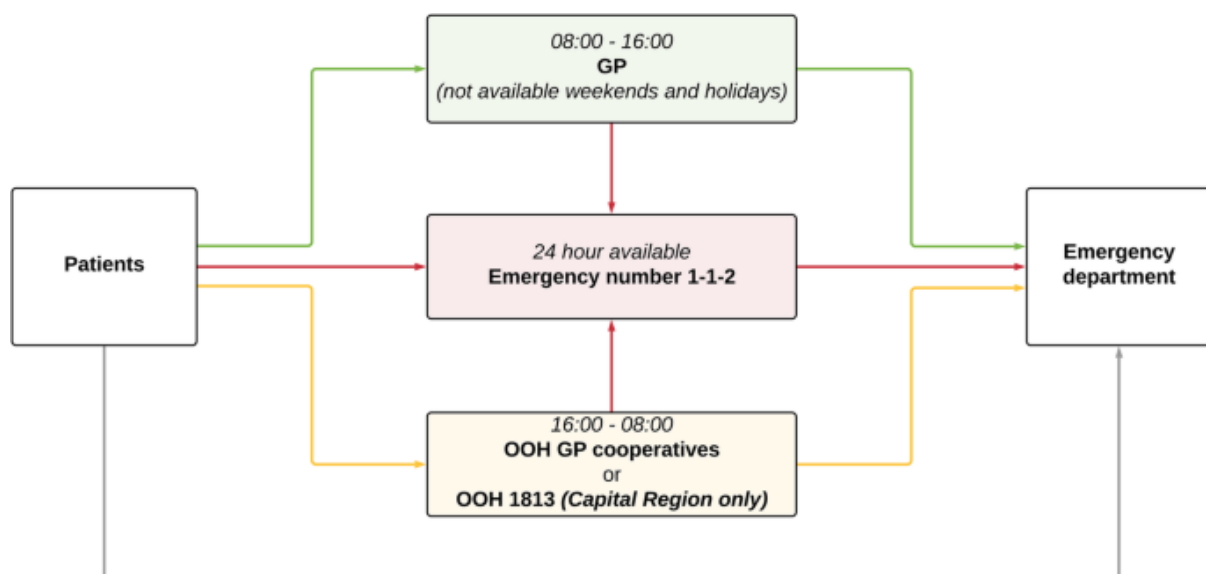 08:00 - 16:00
GP
(not available weekends and holidays)
Patients
24 hour available
Emergency number 1-1-2
Emergency
department
16:00 - 08:00
OOH GP cooperatives
or
OOH 1813 (Capital Region only)